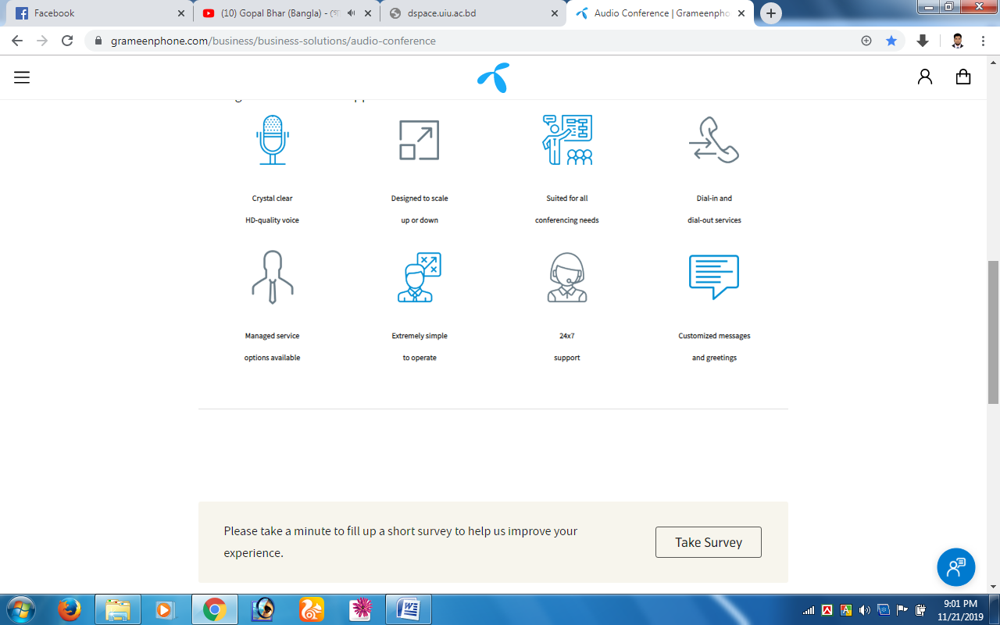 Facebook
(10) Gopal Bhar (Bangla) -
dspace.uiu.ac.bd
Audio Conference | Grameenpho
grameenphone.com/business/business-solutions/audio-conference
Crystal clear
HD-quality voice
Designed to scale
up or down
Suited for all
conferencing needs
Dial-in and
dial-out services
Managed service
options available
Extremely simple
to operate
24x7
support
Customized messages
and greetings
Please take a minute to fill up a short survey to help us improve your
experience.
Take Survey
9:01 PM
11/21/2019